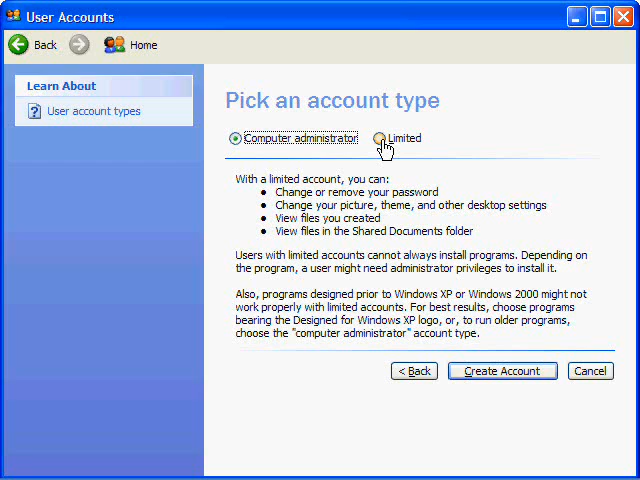 User Accounts
Back
Home
Learn About
User account types
Pick an account type
Computer administrator
Limited
With a limited account, you can:
• Change or remove your password
• Change your picture, theme, and other desktop settings
• View files you created
• View files in the Shared Documents folder
Users with limited accounts cannot always install programs. Depending on
the program, a user might need administrator privileges to install it.
Also, programs designed prior to Windows XP or Windows 2000 might not
work properly with limited accounts. For best results, choose programs
bearing the Designed for Windows XP logo, or, to run older programs,
choose the "computer administrator" account type.
< Back
Create Account
Cancel